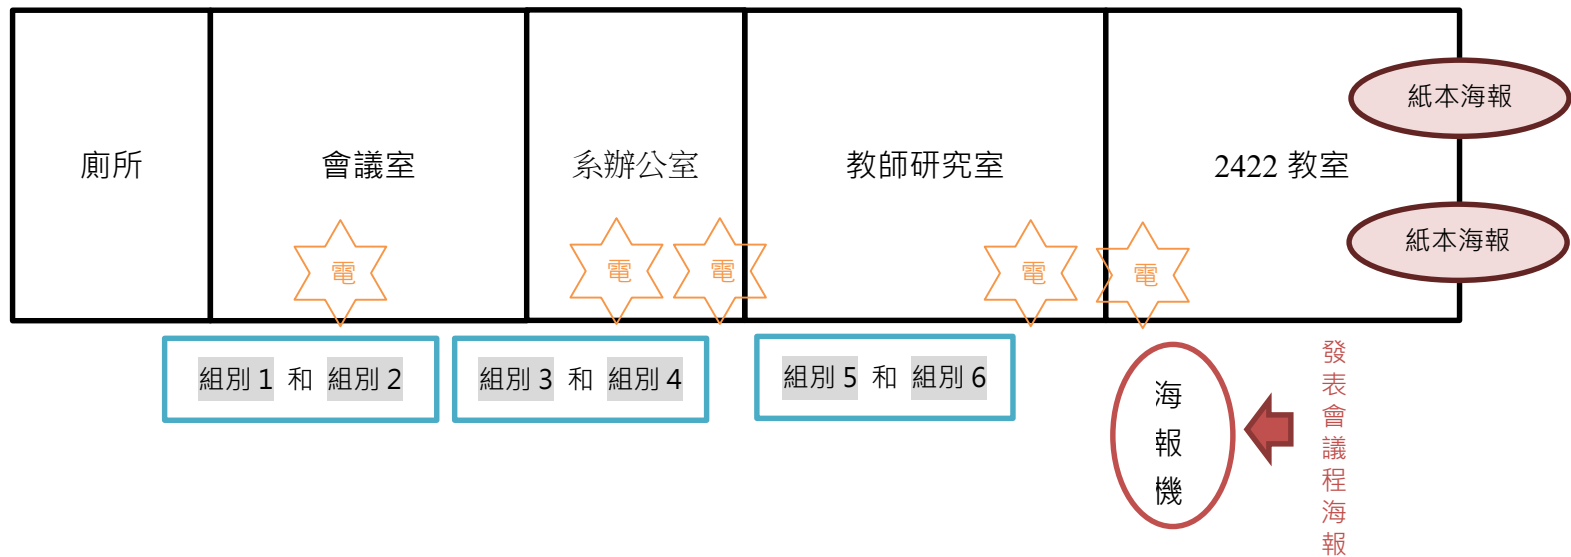 紙本海報
廁所
會議室
系辦公室
教師研究室
2422 教室
紙本海報
電
電
電
電
電
組別 1 和 組別 2
組別 3 和 組別 4
組別 5 和 組別 6
海報機
發表會議程海報